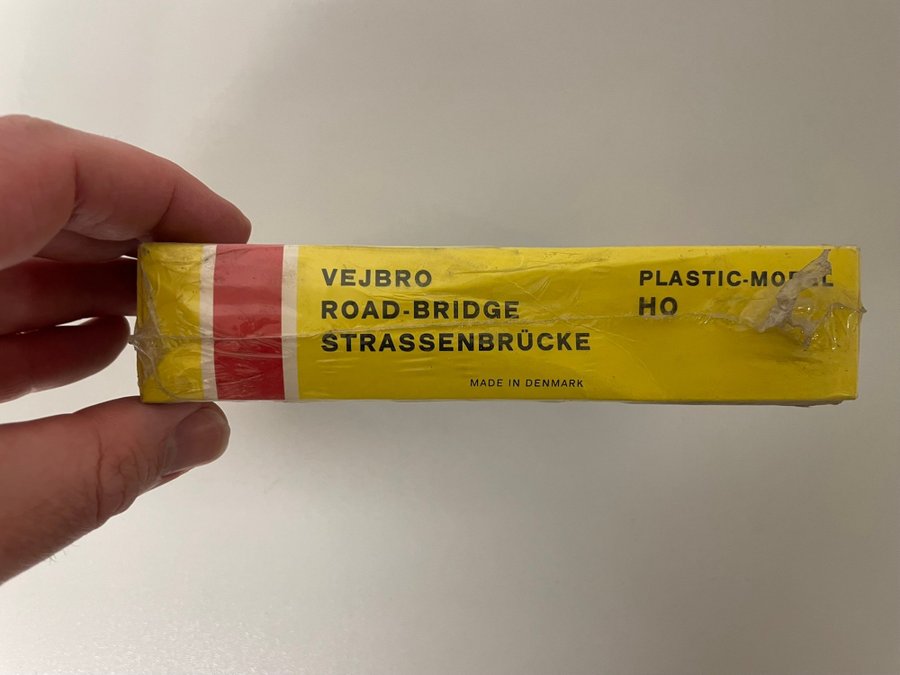 VEJBRO
ROAD-BRIDGE
STRASSENBRÜCKE
MADE IN DENMARK
PLASTIC-MODEL
HO